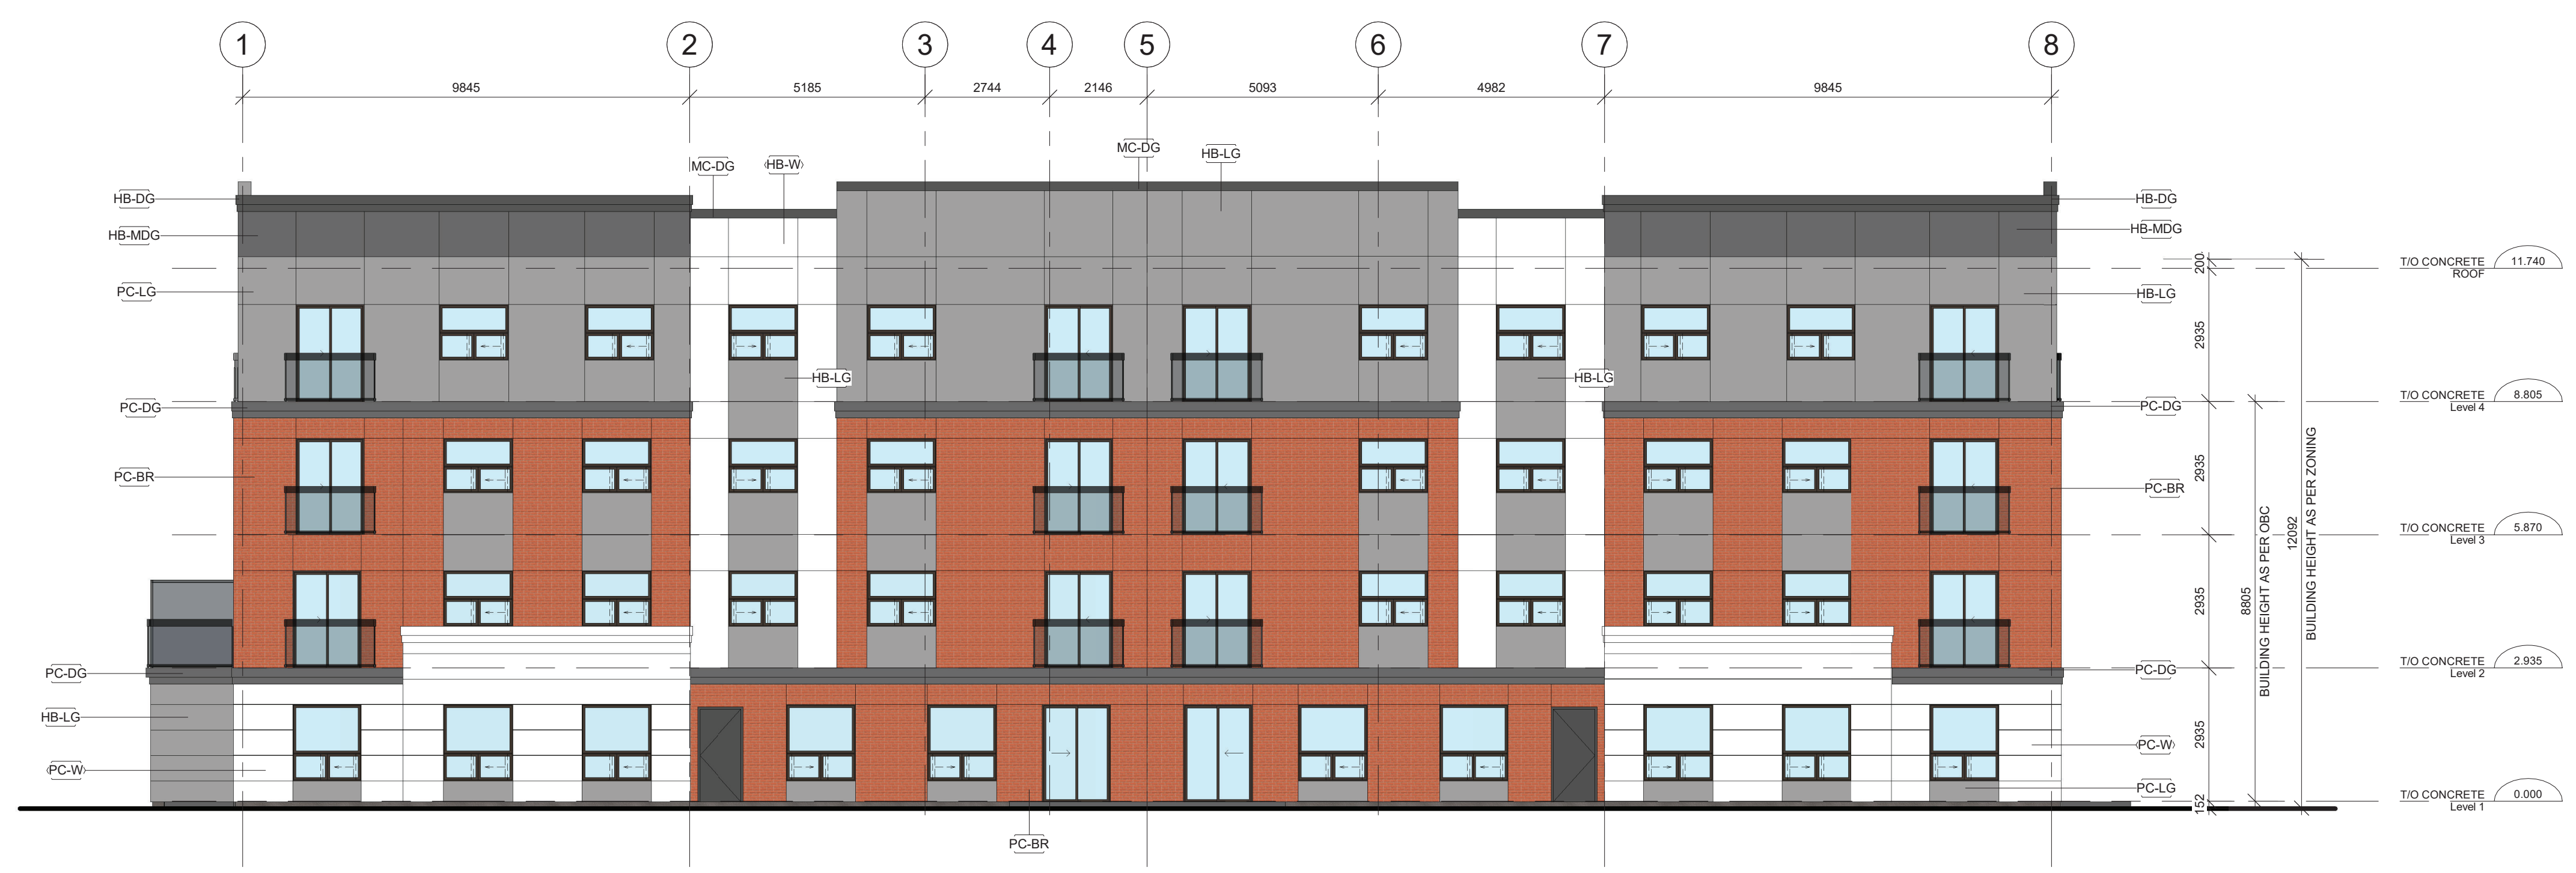 1 2 3 4 5 6 7 8
9845 5185 2744 2146 5093 4982 9845
MC-DG HB-LG
MC-DG HB-W
HB-DG HB-DG
HB-MDG HB-MDG
T/O CONCRETE 11.740
ROOF
200
PC-LG HB-LG
2935
HB-LG HB-LG
T/O CONCRETE 8.805
Level 4
PC-DG PC-DG
2935
PC-BR PC-BR
T/O CONCRETE 5.870
Level 3
12092
BUILDING HEIGHT AS PER ZONING
8805
BUILDING HEIGHT AS PER OBC
2935
T/O CONCRETE 2.935
Level 2
PC-DG PC-DG
HB-LG
2935
PC-W PC-W
PC-LG
T/O CONCRETE 0.000
Level 1
152
PC-BR